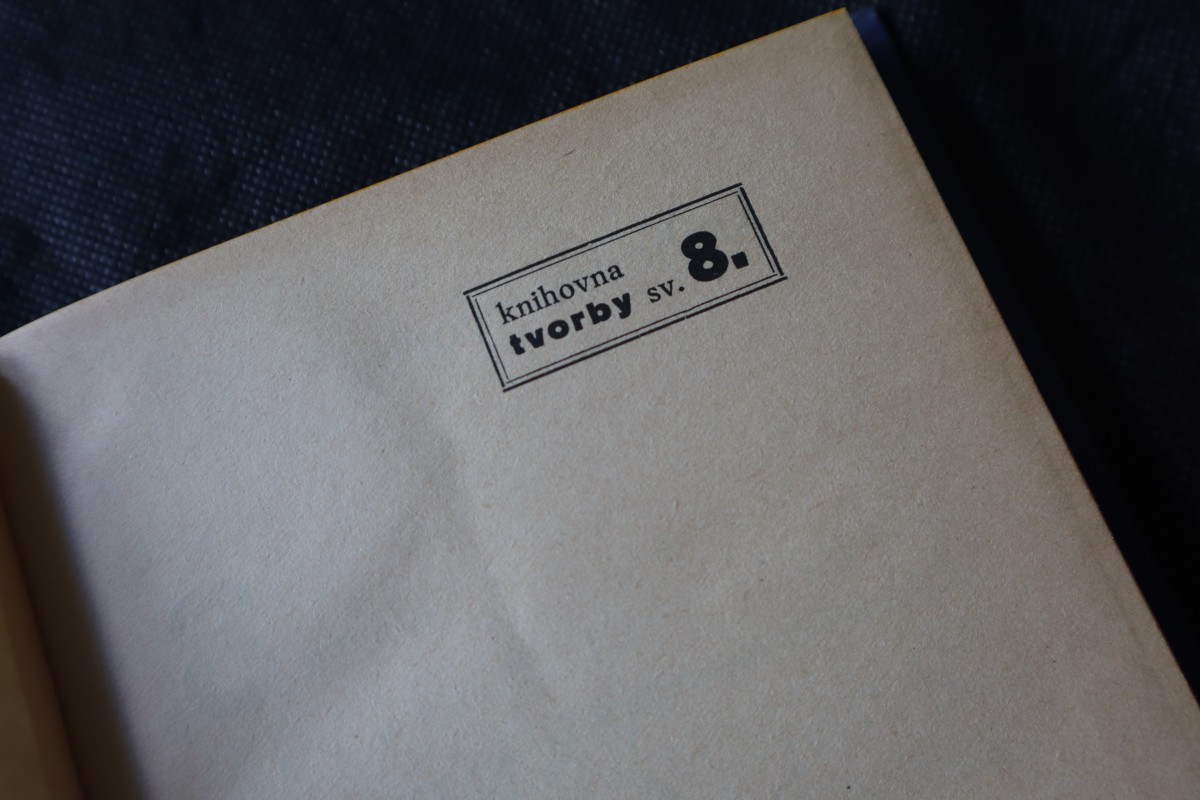 knihovna
tvorby sv. 8.